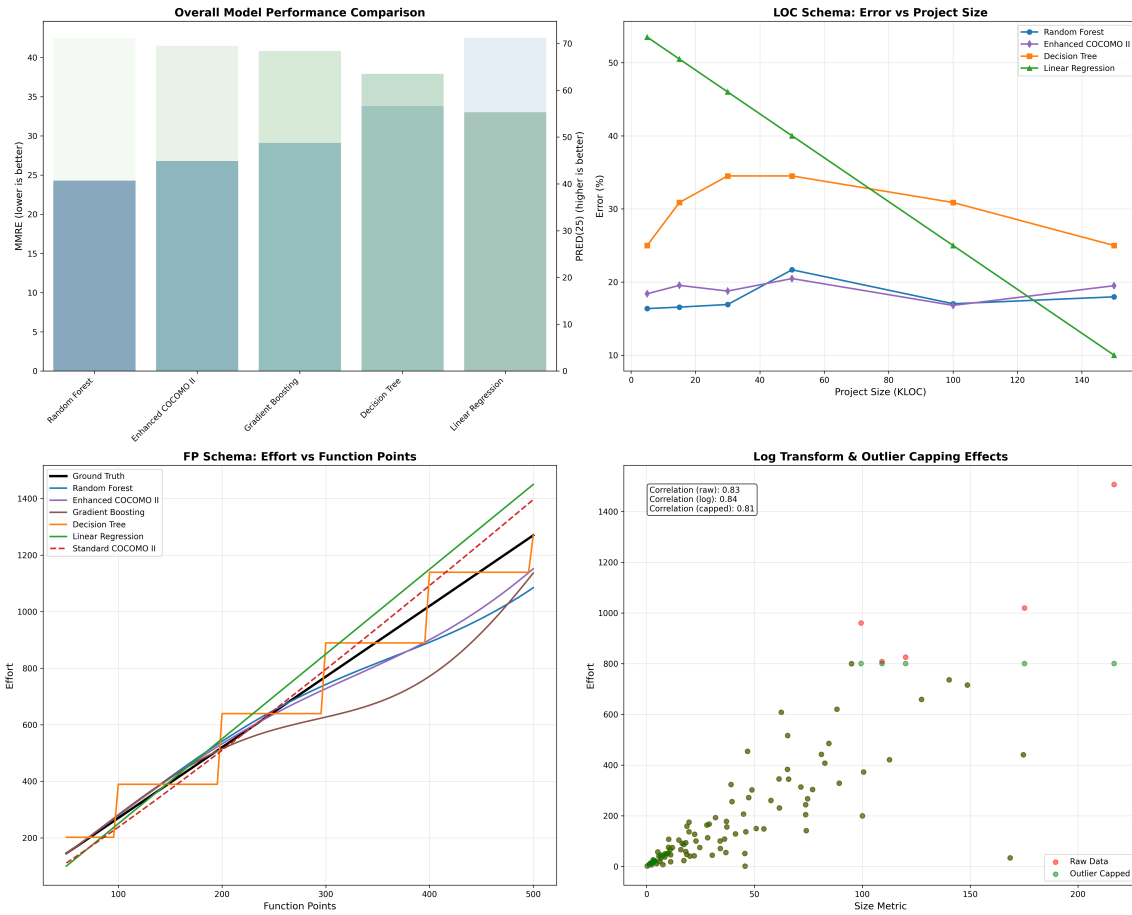 Overall Model Performance Comparison
MMRE (lower is better)
40
35
30
25
20
15
10
5
0
70
60
50
40
30
20
10
0
PRED(25) (higher is better)
Random Forest
Enhanced COCOMO II
Gradient Boosting
Decision Tree
Linear Regression
LOC Schema: Error vs Project Size
Random Forest
Enhanced COCOMO II
Decision Tree
Linear Regression
Error (%)
50
40
30
20
10
0 20 40 60 80 100 120 140
Project Size (KLOC)
FP Schema: Effort vs Function Points
Ground Truth
Random Forest
Enhanced COCOMO II
Gradient Boosting
Decision Tree
Linear Regression
Standard COCOMO II
Effort
1400
1200
1000
800
600
400
200
100 200 300 400 500
Function Points
Log Transform & Outlier Capping Effects
Correlation (raw): 0.83
Correlation (log): 0.84
Correlation (capped): 0.81
Effort
1400
1200
1000
800
600
400
200
0
Raw Data
Outlier Capped
0 50 100 150 200
Size Metric